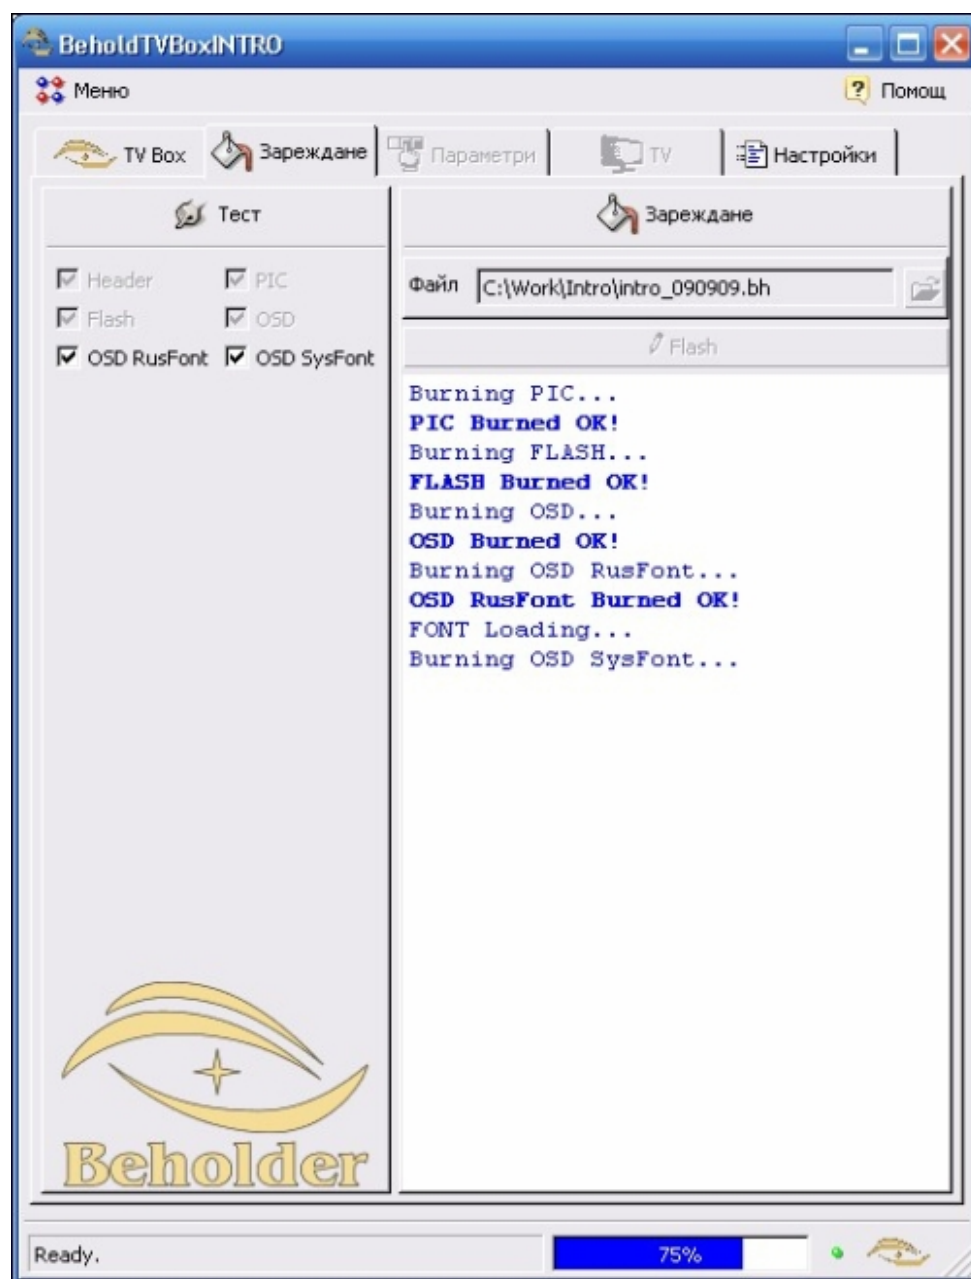 BeholdTVBoxINTRO
Меню Помощ
TV Box Зареждане Параметри TV Настройки
Тест
Header PIC
Flash OSD
OSD RusFont OSD SysFont
Зареждане
Файл C:\Work\Intro\intro_090909.bh
Flash
Burning PIC...
PIC Burned OK!
Burning FLASH...
FLASH Burned OK!
Burning OSD...
OSD Burned OK!
Burning OSD RusFont...
OSD RusFont Burned OK!
FONT Loading...
Burning OSD SysFont...
Beholder
Ready. 75%